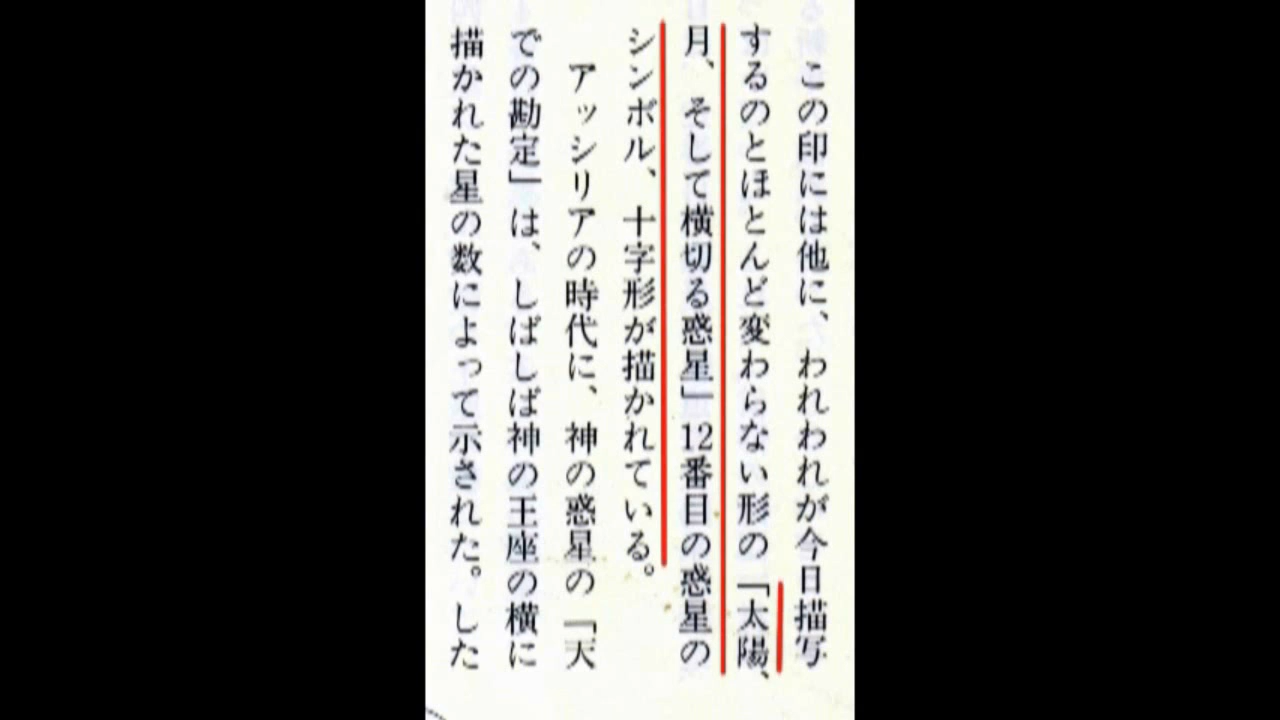 この印には他に、われわれが今日描写
するのとほとんど変わらない形の「太陽、
月、そして横切る惑星」12番目の惑星の
シンボル、十字形が描かれている。
アッシリアの時代に、神の惑星の「天
での勘定」は、しばしば神の王座の横に
描かれた星の数によって示された。した